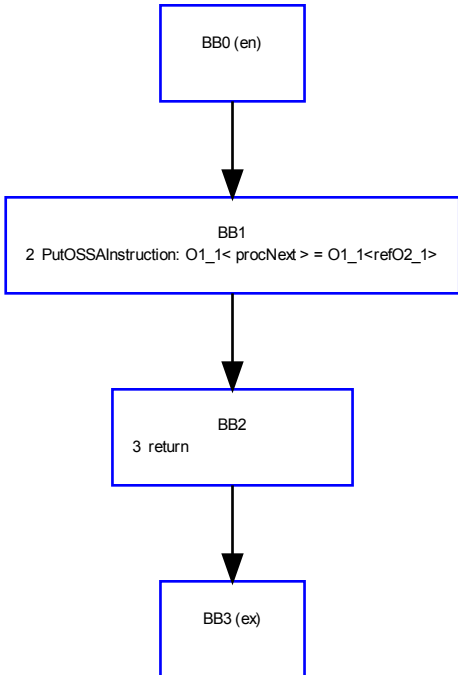 BB0 (en)
BB1
2 PutOSSAInstruction: O1_1< procNext > = O1_1<refO2_1>
BB2
3 return
BB3 (ex)